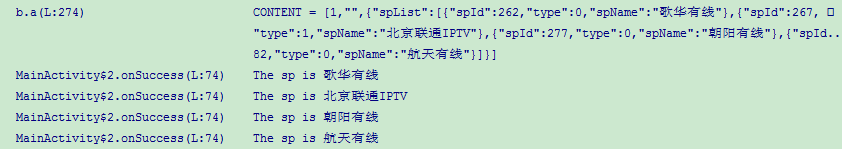 b.a(L:274) CONTENT = [1,"",{"spList":[{"spId":262,"type":0,"spName":"歌华有线"},{"spId":267,
"type":1,"spName":"北京联通IPTV"},{"spId":277,"type":0,"spName":"朝阳有线"},{"spId..
82,"type":0,"spName":"航天有线"}]}]
MainActivity$2.onSuccess(L:74) The sp is 歌华有线
MainActivity$2.onSuccess(L:74) The sp is 北京联通IPTV
MainActivity$2.onSuccess(L:74) The sp is 朝阳有线
MainActivity$2.onSuccess(L:74) The sp is 航天有线